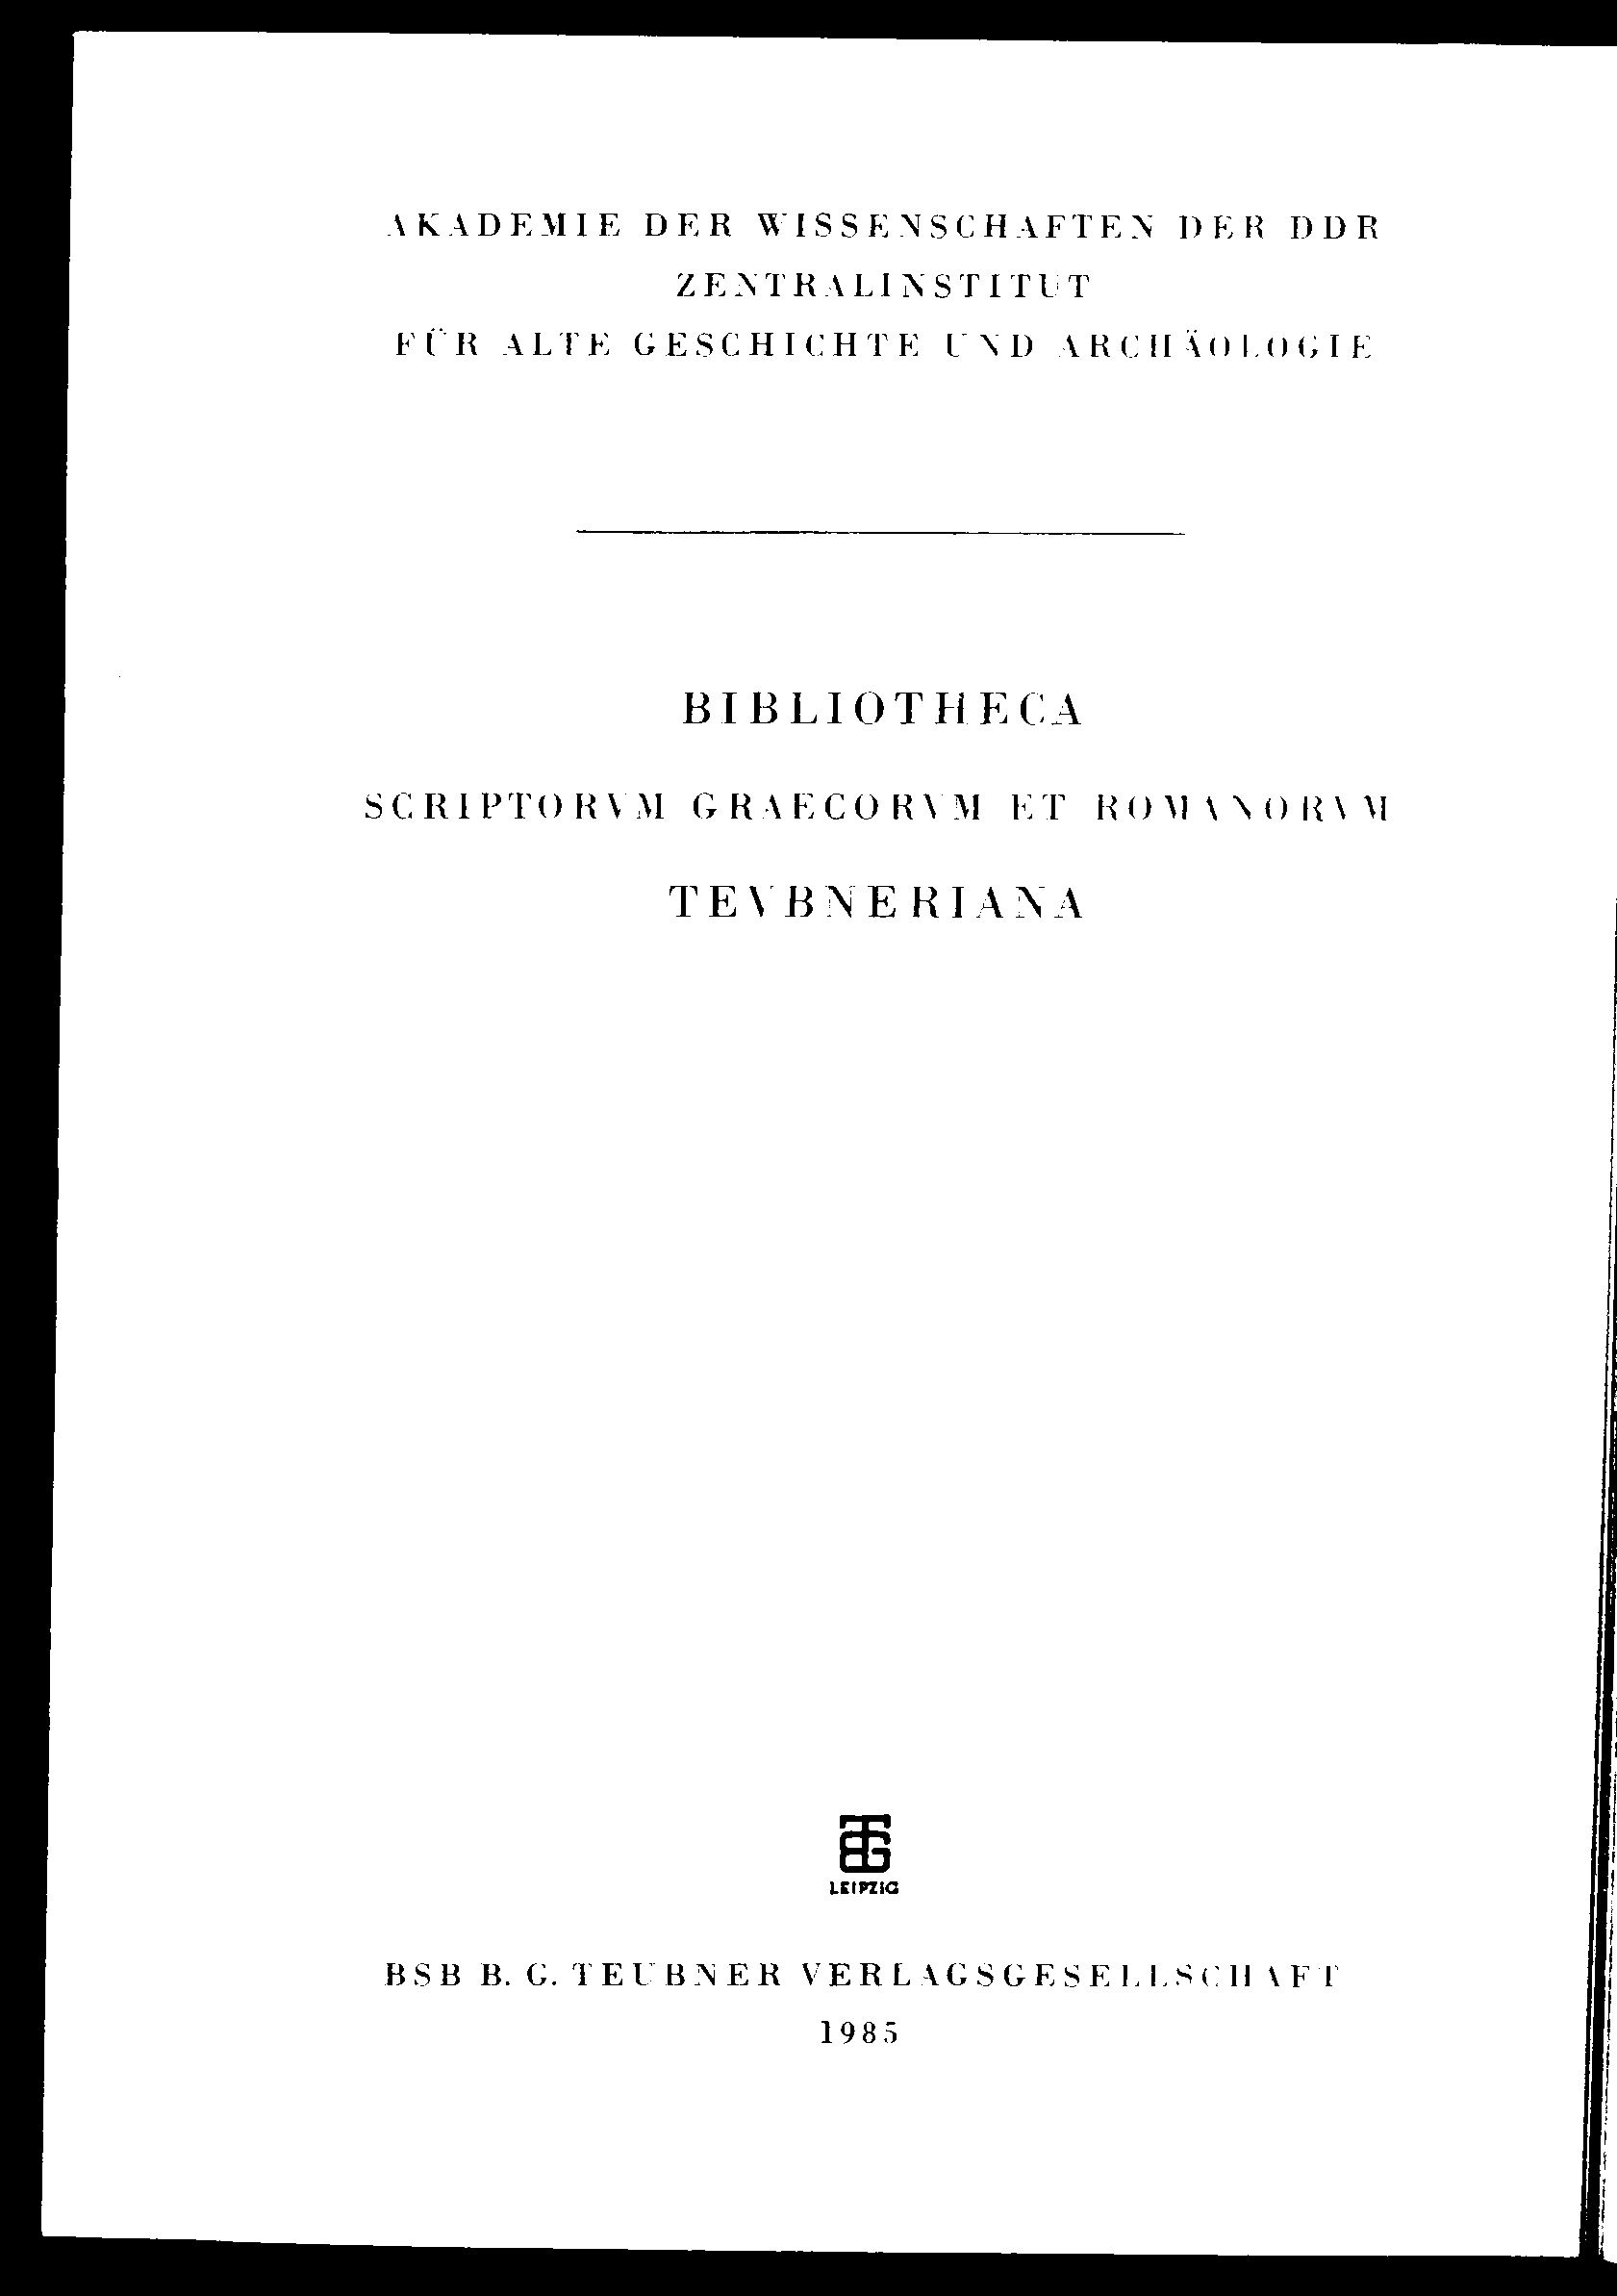 AKADEMIE DER WISSENSCHAFTEN DER DDR
ZENTRALINSTITUT
FÜR ALTE GESCHICHTE UND ARCHÄOLOGIE
BIBLIOTHECA
SCRIPTORVM GRAECORVM ET ROMANORVM
TEVBNERIANA
LEIPZIG
BSB B. G. TEUBNER VERLAGSGESELLSCHAFT
1985